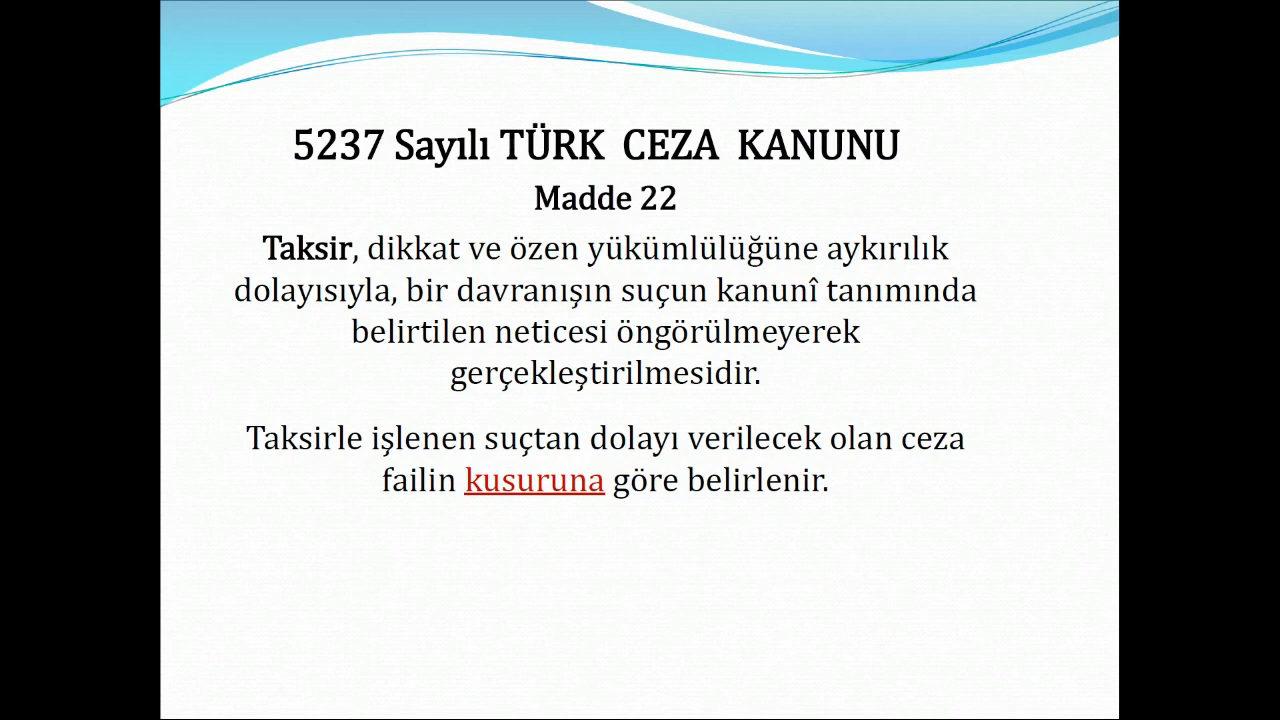 5237 Sayılı TÜRK CEZA KANUNU
Madde 22
Taksir, dikkat ve özen yükümlülüğüne aykırılık
dolayısıyla, bir davranışın suçun kanunî tanımında
belirtilen neticesi öngörülmeyerek
gerçekleştirilmesidir.
Taksirle işlenen suçtan dolayı verilecek olan ceza
failin kusuruna göre belirlenir.